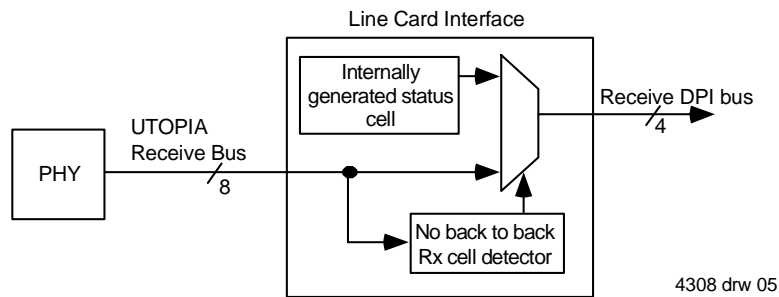 Line Card Interface
Internally
generated status
cell
Receive DPI bus
4
UTOPIA
Receive Bus
8
PHY
No back to back
Rx cell detector
4308 drw 05